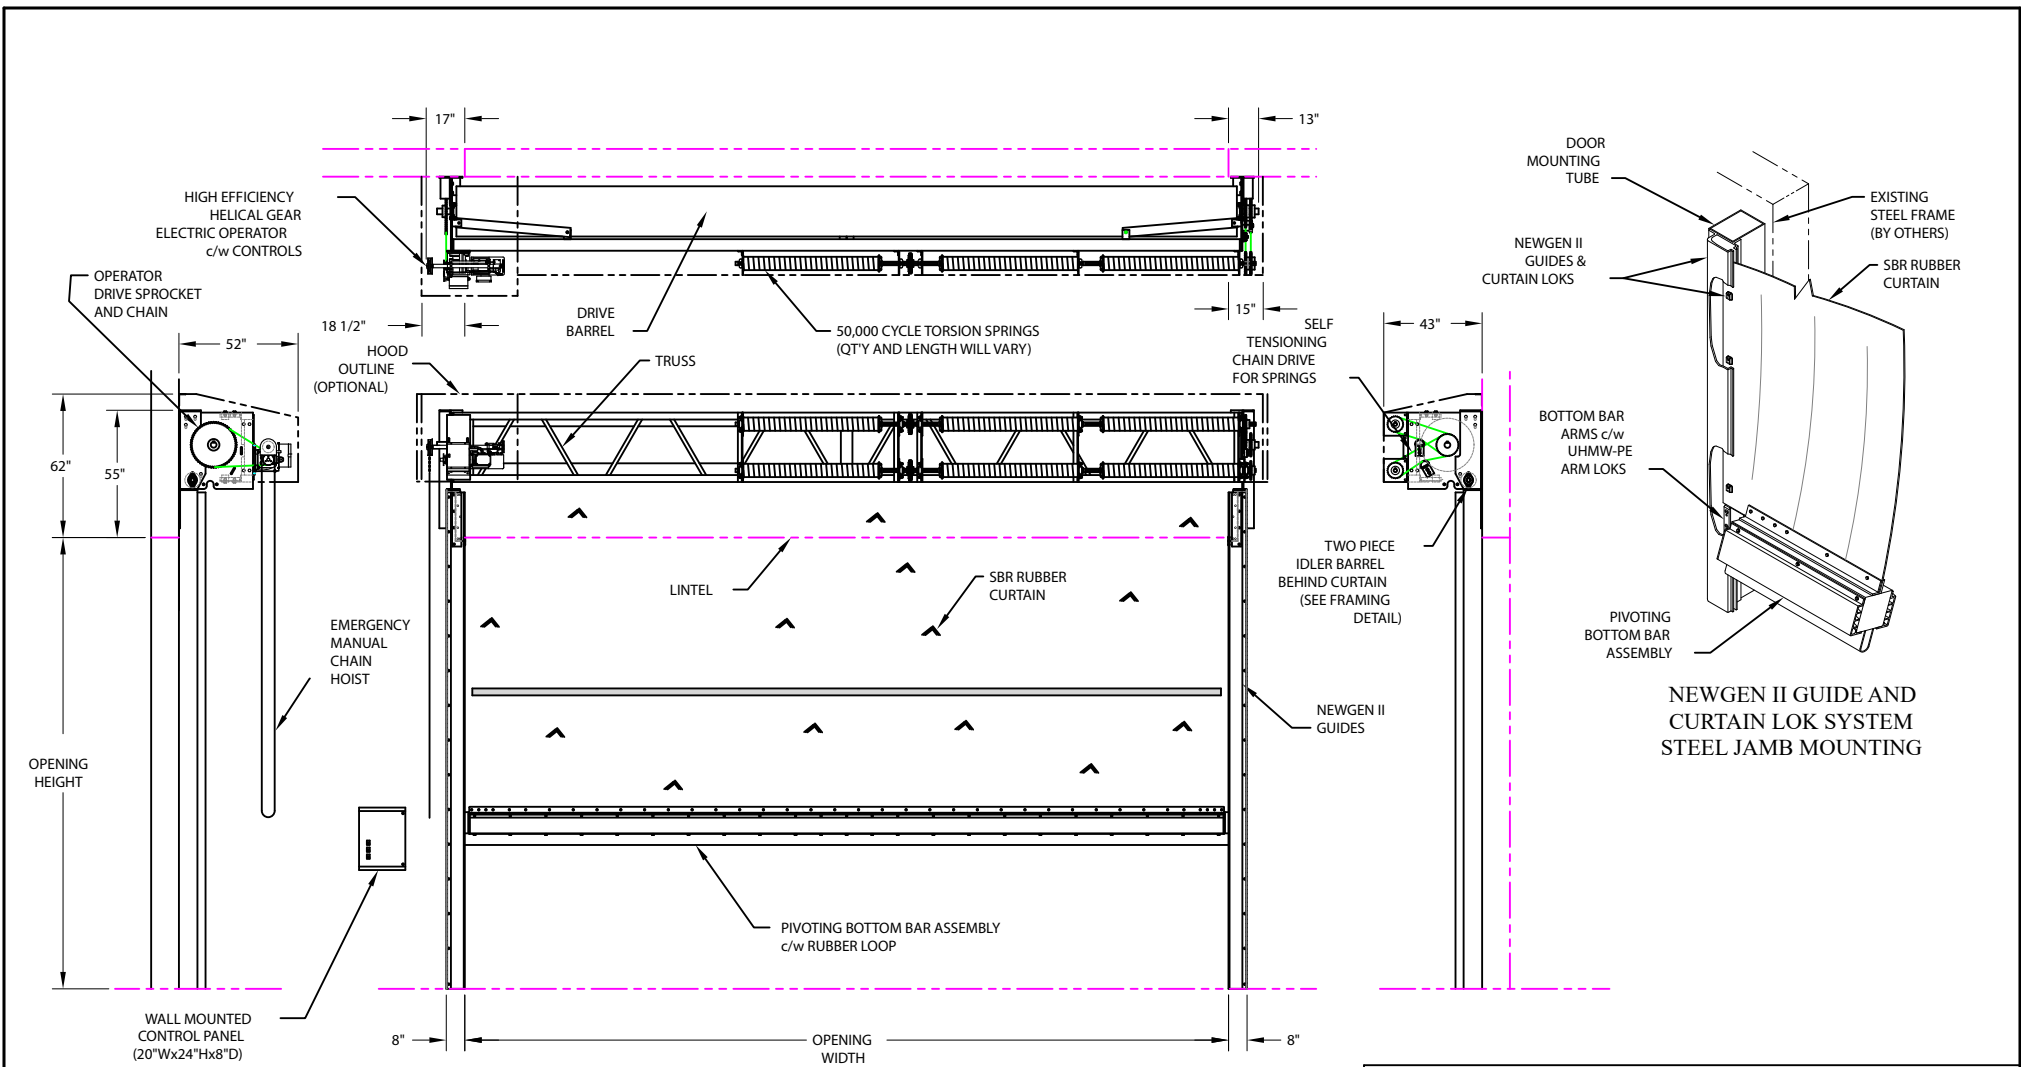 17"
13"
HIGH EFFICIENCY
HELICAL GEAR
ELECTRIC OPERATOR
c/w CONTROLS
OPERATOR
DRIVE SPROCKET
AND CHAIN
52"
18 1/2"
HOOD
OUTLINE
(OPTIONAL)
DRIVE
BARREL
TRUSS
50,000 CYCLE TORSION SPRINGS
(QT'Y AND LENGTH WILL VARY)
15"
SELF
TENSIONING
CHAIN DRIVE
FOR SPRINGS
43"
DOOR
MOUNTING
TUBE
EXISTING
STEEL FRAME
(BY OTHERS)
NEWGEN II
GUIDES &
CURTAIN LOKS
SBR RUBBER
CURTAIN
BOTTOM BAR
ARMS c/w
UHMW-PE
ARM LOKS
62"
55"
LINTEL
SBR RUBBER
CURTAIN
TWO PIECE
IDLER BARREL
BEHIND CURTAIN
(SEE FRAMING
DETAIL)
PIVOTING
BOTTOM BAR
ASSEMBLY
EMERGENCY
MANUAL
CHAIN
HOIST
NEWGEN II
GUIDES
NEWGEN II GUIDE AND
CURTAIN LOK SYSTEM
STEEL JAMB MOUNTING
OPENING
HEIGHT
PIVOTING BOTTOM BAR ASSEMBLY
c/w RUBBER LOOP
WALL MOUNTED
CONTROL PANEL
(20"Wx24"Hx8"D)
8"
OPENING
WIDTH
8"